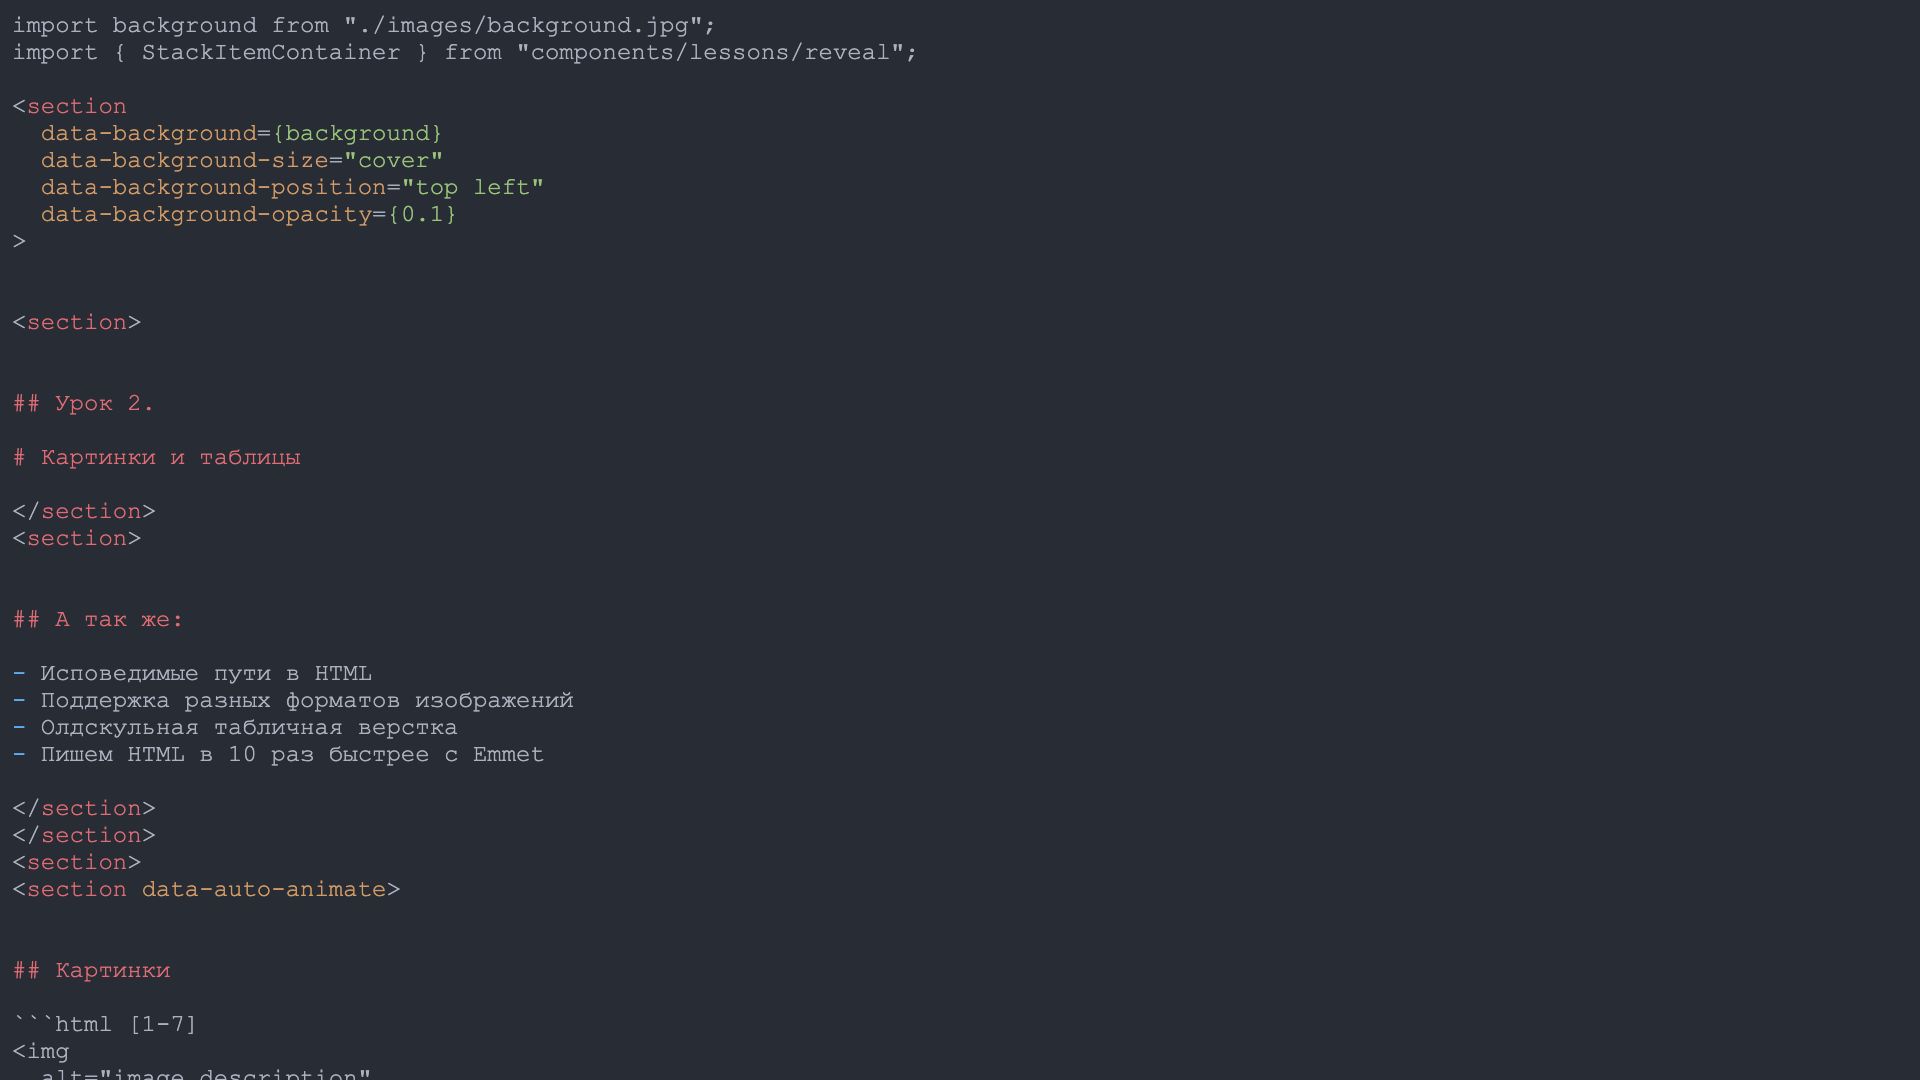 import background from "./images/background.jpg";
import { StackItemContainer } from "components/lessons/reveal";
<section
data-background={background}
data-background-size="cover"
data-background-position="top left"
data-background-opacity={0.1}
>
<section>
## Урок 2.
# Картинки и таблицы
</section>
<section>
## А так же:
- Исповедимые пути в HTML
- Поддержка разных форматов изображений
- Олдскульная табличная верстка
- Пишем HTML в 10 раз быстрее с Emmet
</section>
</section>
<section>
<section data-auto-animate>
## Картинки
```html [1-7]
<img
alt="image description"